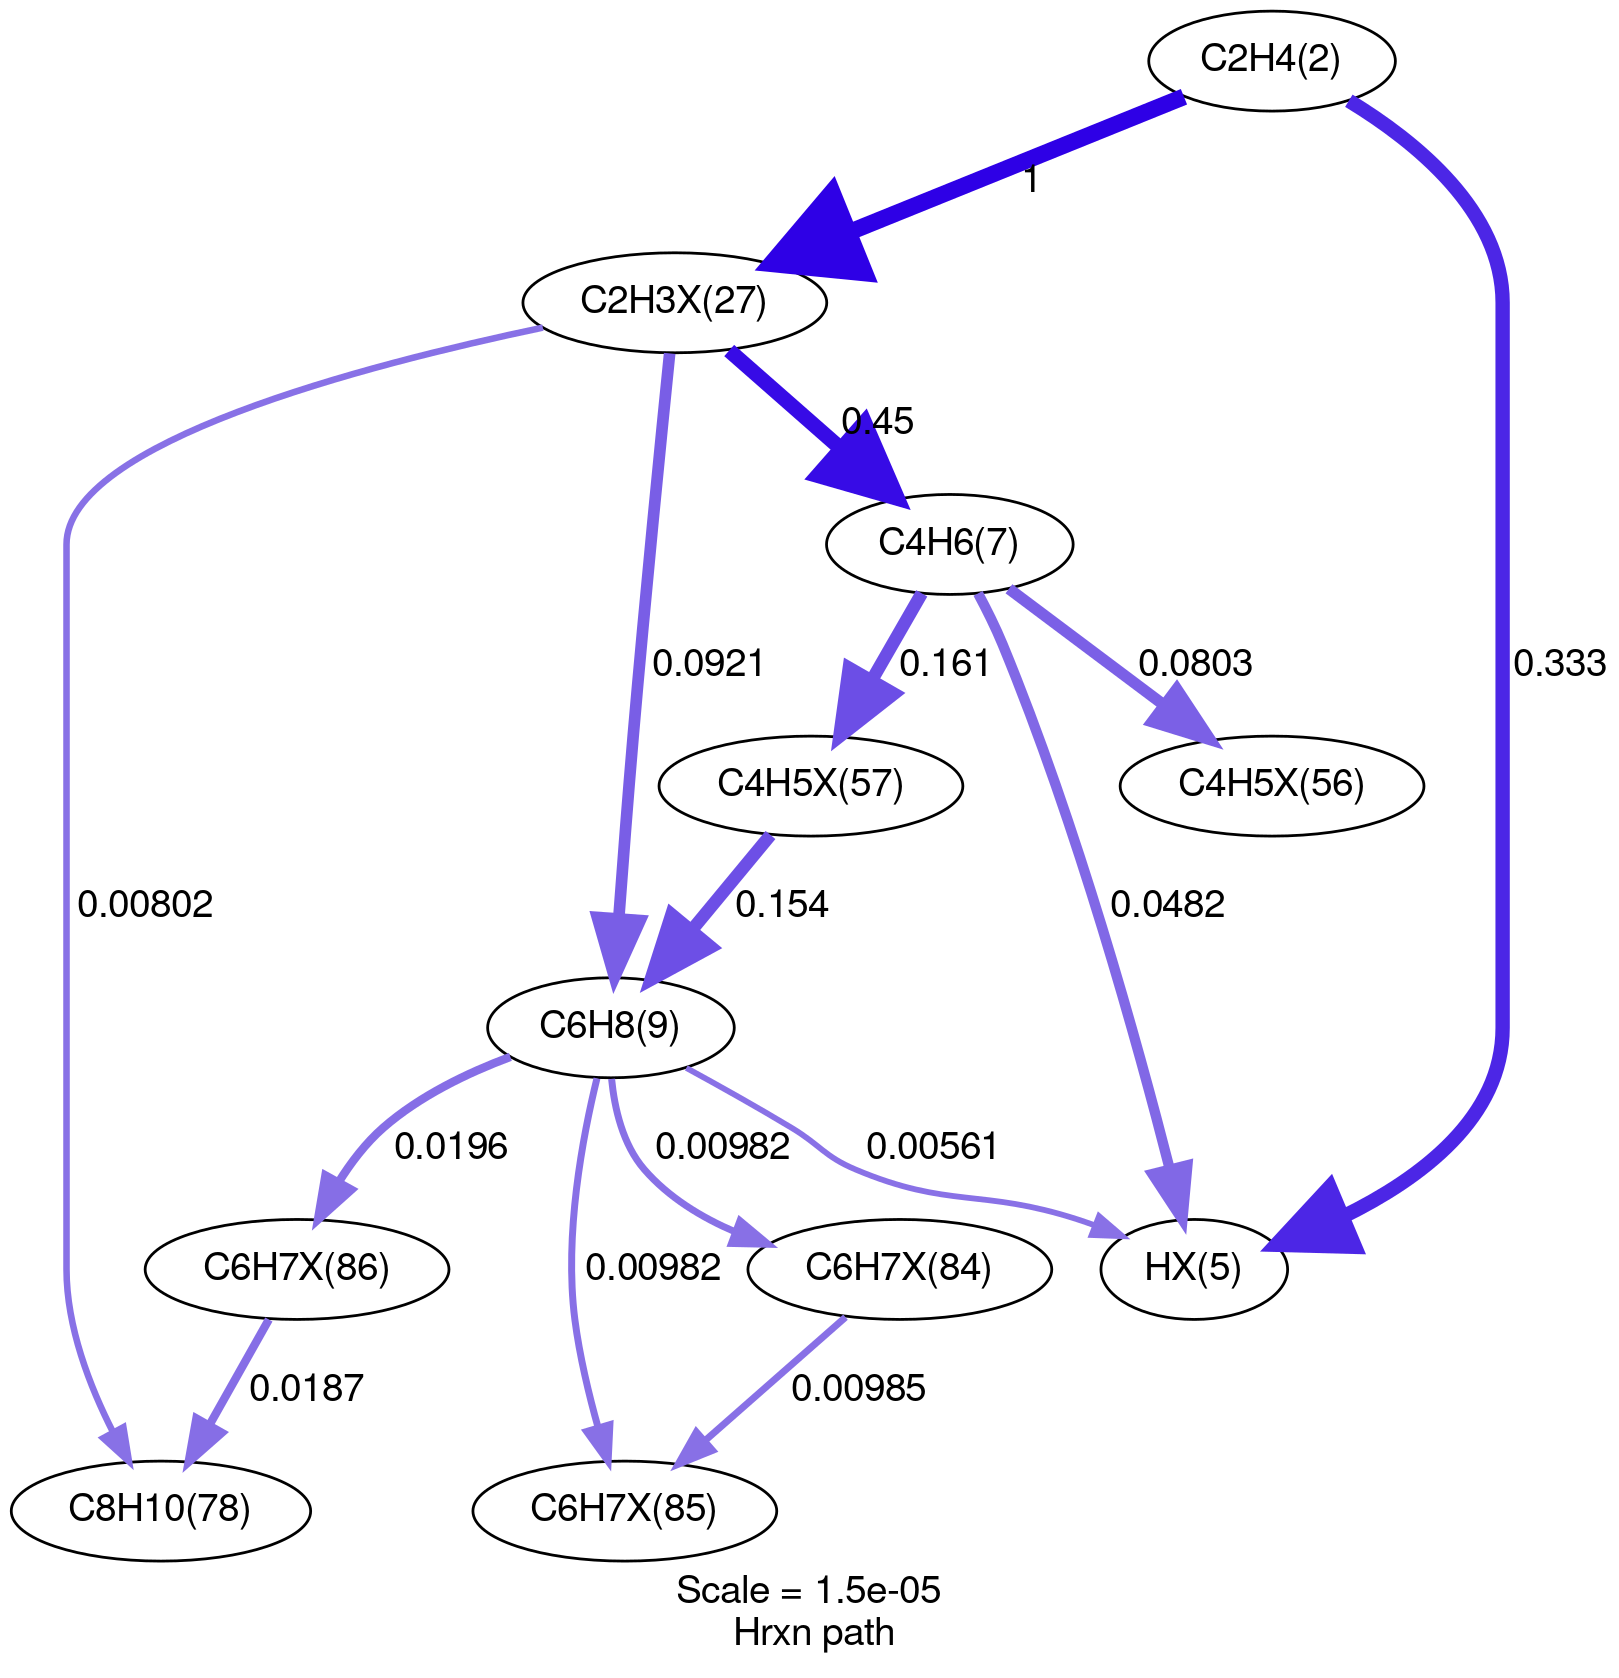 C2H4(2)
1
C2H3X(27)
0.45
C4H6(7)
0.0921
0.161
0.0803
0.333
C4H5X(57)
C4H5X(56)
0.00802
0.154
0.0482
C6H8(9)
0.0196
0.00982
0.00561
C6H7X(86)
0.00982
C6H7X(84)
HX(5)
0.0187
0.00985
C8H10(78)
C6H7X(85)
Scale = 1.5e-05
Hrxn path